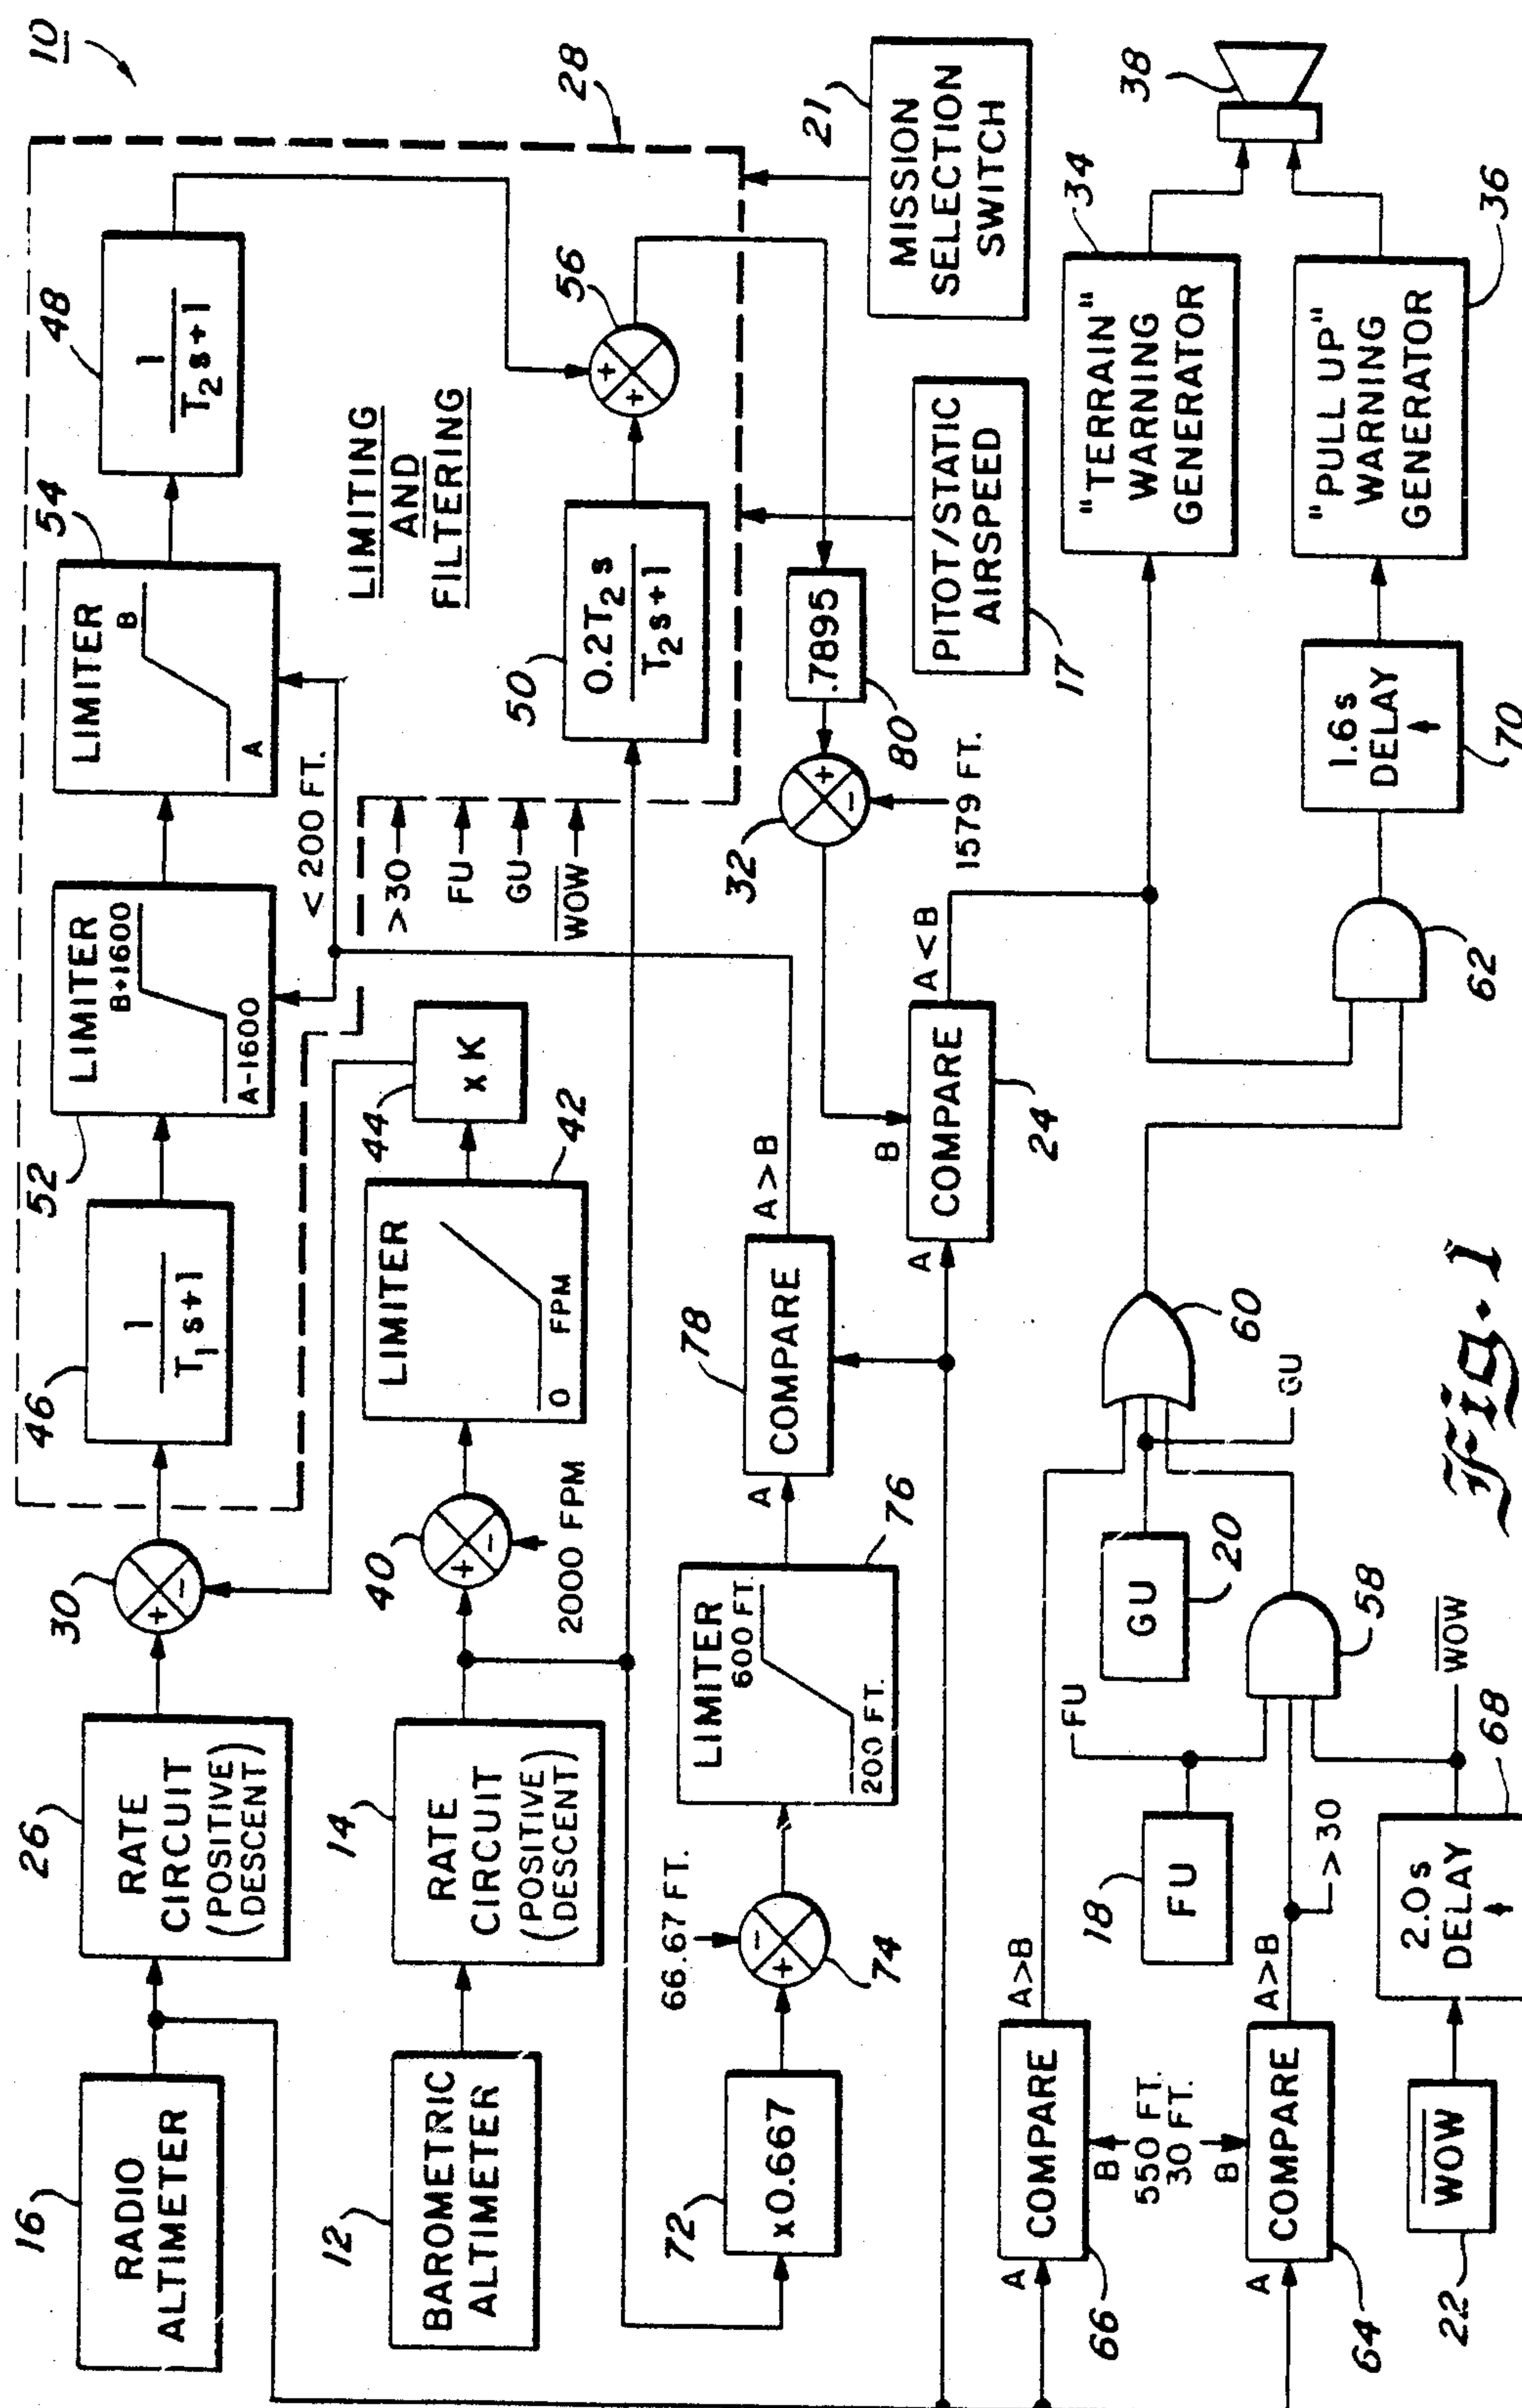 10
16
RADIO
ALTIMETER
26
RATE
CIRCUIT
(POSITIVE)
(DESCENT)
30
+
−
46
1
T1s+1
52
LIMITER
B+1600
A-1600
54
LIMITER
B
A
48
1
T2s+1
< 200 FT.
LIMITING
AND
FILTERING
28
12
BAROMETRIC
ALTIMETER
14
RATE
CIRCUIT
(POSITIVE)
(DESCENT)
40
+
−
2000 FPM
LIMITER
0 FPM
42
44
x K
>30
FU
GU
WOW
50
0.2T2s
T2s+1
56
+
+
72
x0.667
66.67 FT.
−
+
74
LIMITER
600 FT.
200 FT.
76
A
78
COMPARE
A>B
32
+
−
1579 FT.
.7895
80
PITOT/STATIC
AIRSPEED
17
MISSION
SELECTION
SWITCH
21
A
B
COMPARE
24
A<B
"TERRAIN"
WARNING
GENERATOR
34
38
A
COMPARE
66
A>B
B
550 FT.
30 FT.
B
A
COMPARE
64
A>B
>30
18
FU
FU
GU
20
GU
60
58
22
WOW
2.0s
DELAY
68
WOW
62
1.6s
DELAY
70
"PULL UP"
WARNING
GENERATOR
36
Fig. 1